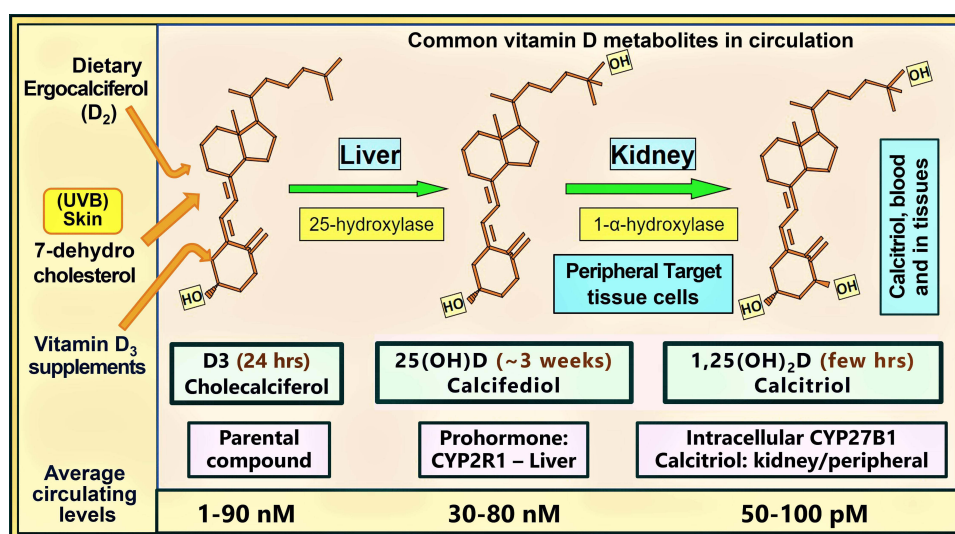 Common vitamin D metabolites in circulation
Dietary
Ergocalciferol
(D₂)
(UVB)
Skin
7-dehydro
cholesterol
Vitamin D₃
supplements
HO
Liver
25-hydroxylase
OH
HO
Kidney
1-α-hydroxylase
Peripheral Target
tissue cells
OH
HO
OH
Calcitriol, blood
and in tissues
D3 (24 hrs)
Cholecalciferol
25(OH)D (~3 weeks)
Calcifediol
1,25(OH)₂D (few hrs)
Calcitriol
Parental
compound
Prohormone:
CYP2R1 – Liver
Intracellular CYP27B1
Calcitriol: kidney/peripheral
Average
circulating
levels
1-90 nM
30-80 nM
50-100 pM